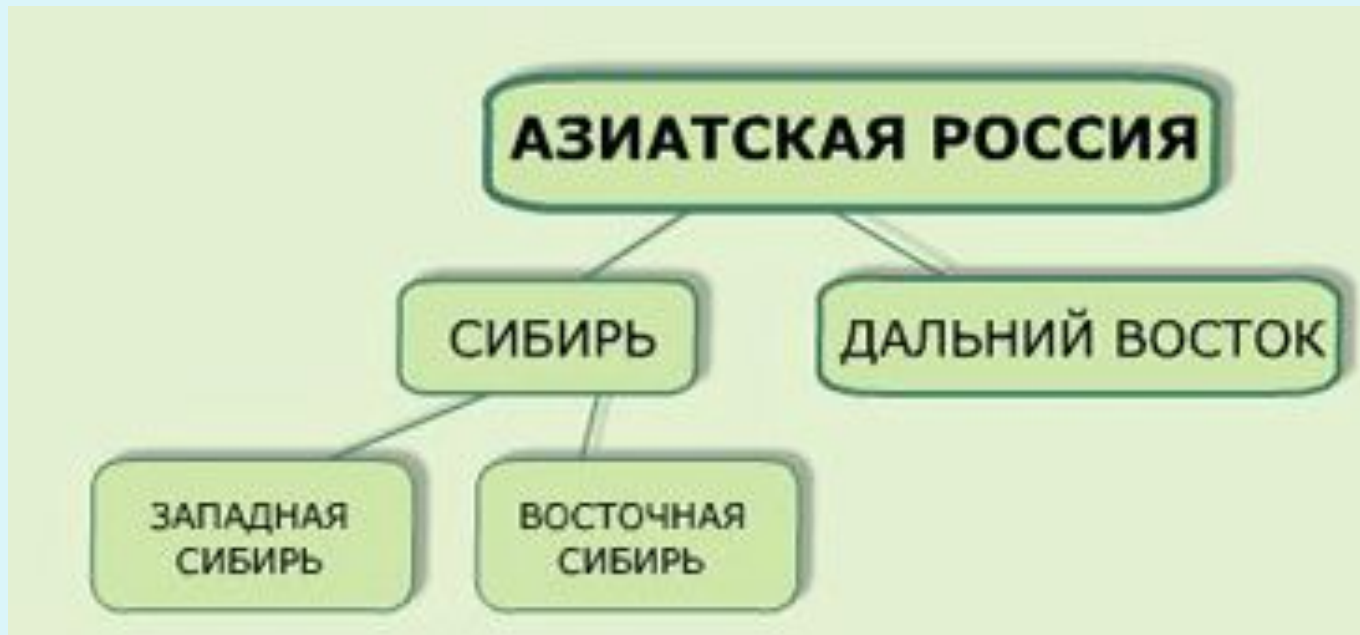 АЗИАТСКАЯ РОССИЯ
СИБИРЬ
ДАЛЬНИЙ ВОСТОК
ЗАПАДНАЯ
СИБИРЬ
ВОСТОЧНАЯ
СИБИРЬ